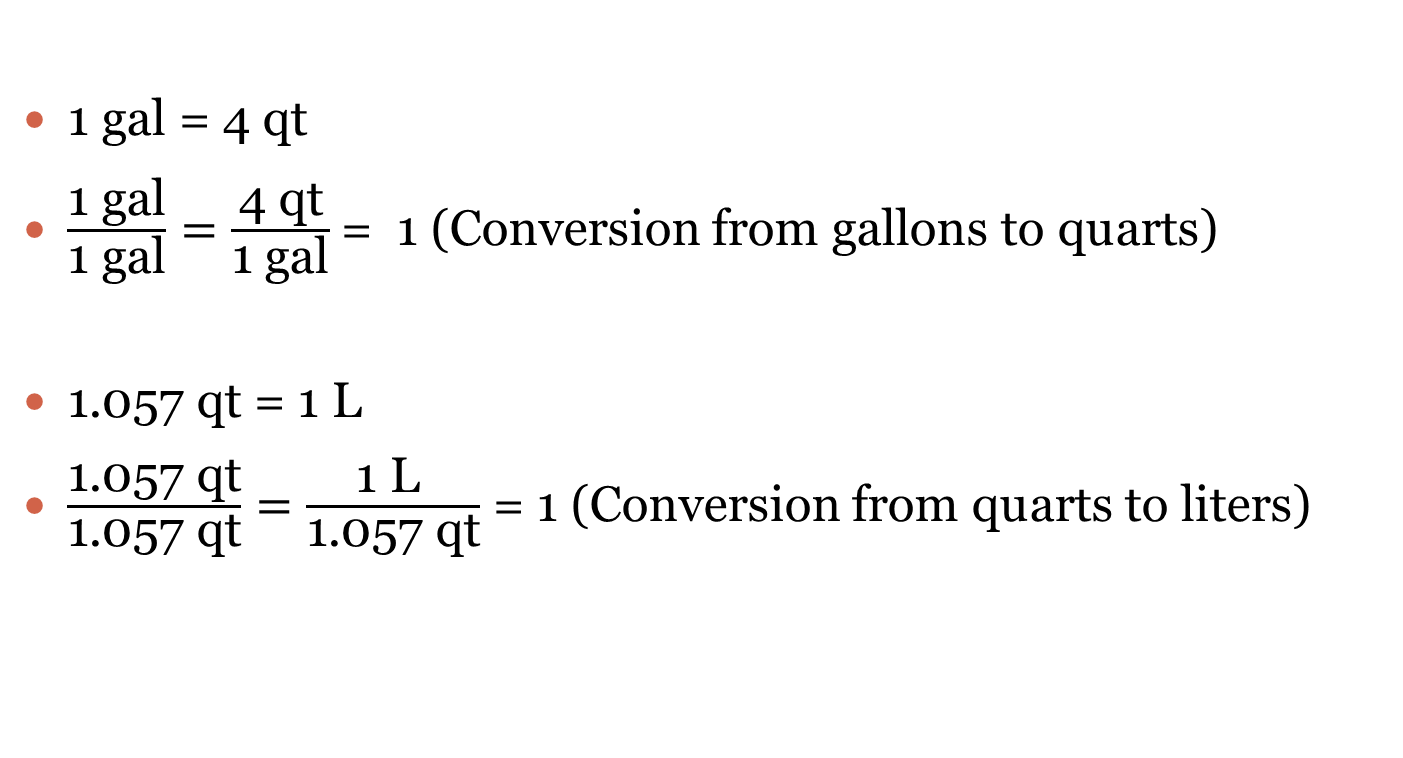 • 1 gal = 4 qt
• 1 gal/1 gal = 4 qt/1 gal = 1 (Conversion from gallons to quarts)
• 1.057 qt = 1 L
• 1.057 qt/1.057 qt = 1 L/1.057 qt = 1 (Conversion from quarts to liters)